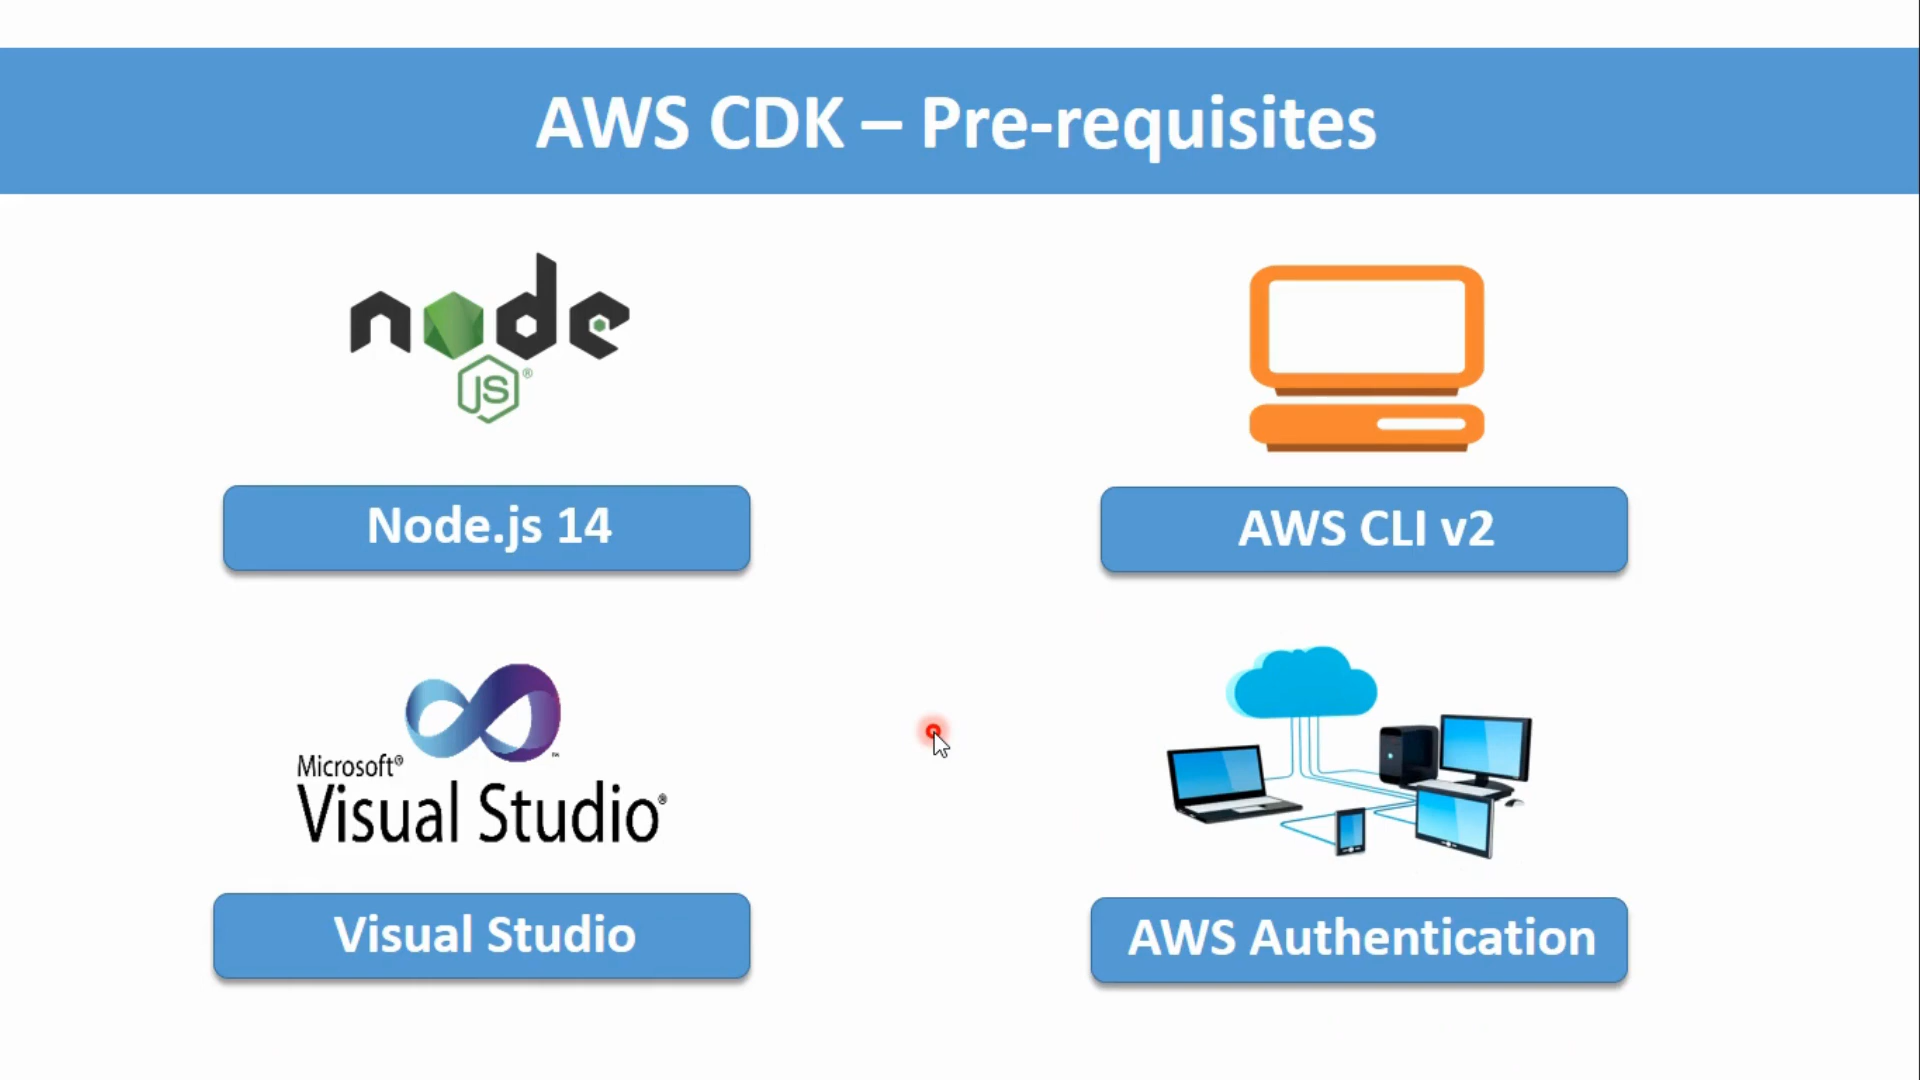 AWS CDK – Pre-requisites
node
JS®
Node.js 14
AWS CLI v2
Microsoft®
Visual Studio®
™
Visual Studio
AWS Authentication